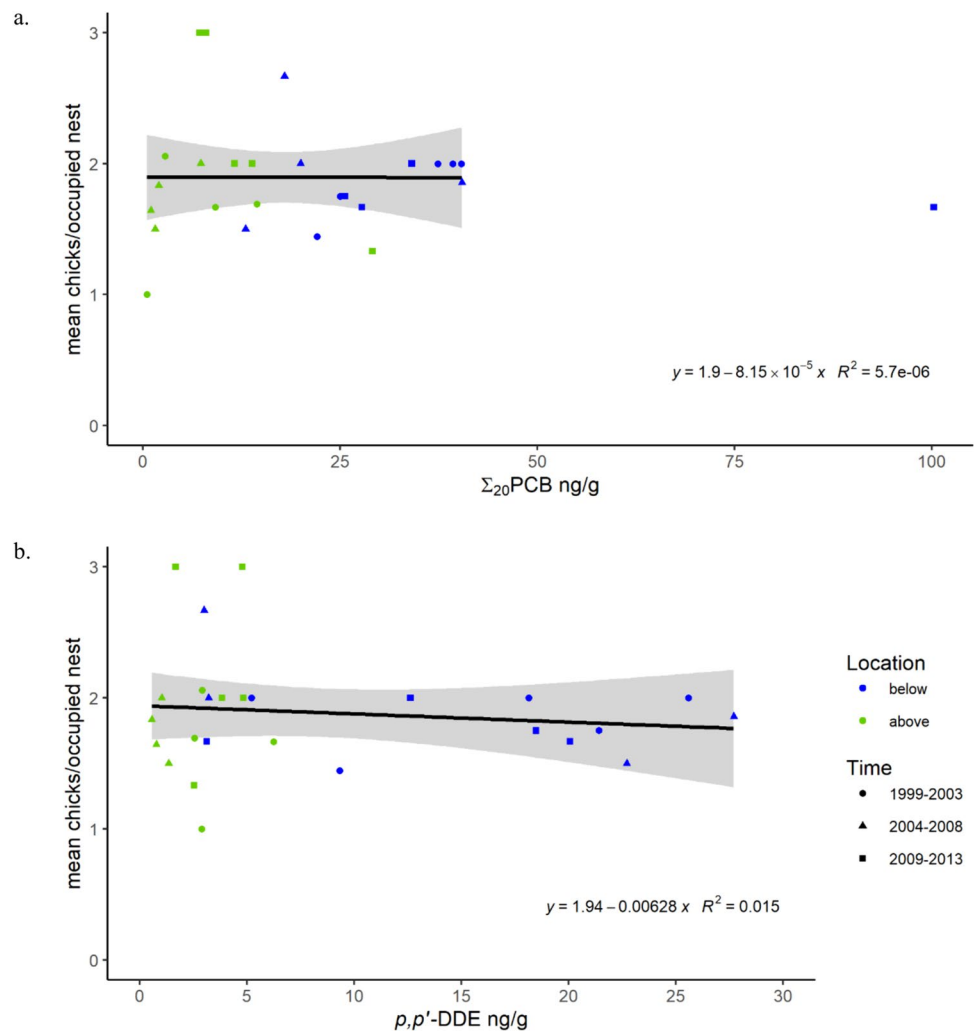 a.
3
2
1
0
mean chicks/occupied nest
y = 1.9 – 8.15 × 10⁻⁵ x R² = 5.7e-06
0 25 50 75 100
Σ₂₀PCB ng/g
b.
3
2
1
0
mean chicks/occupied nest
y = 1.94 – 0.00628 x R² = 0.015
0 5 10 15 20 25 30
p,p'-DDE ng/g
Location
below
above
Time
1999-2003
2004-2008
2009-2013